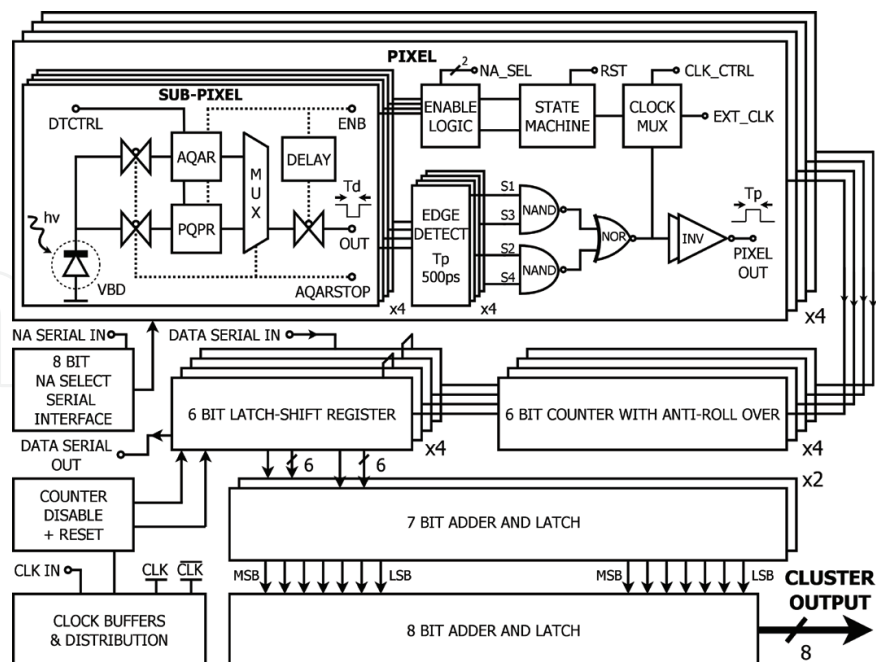 PIXEL
SUB-PIXEL
DTCTRL
ENB
AQAR
PQPR
MUX
DELAY
Td
OUT
hv
VBD
AQARSTOP
x4
2
NA_SEL
RST
CLK_CTRL
ENABLE
LOGIC
STATE
MACHINE
CLOCK
MUX
EXT_CLK
EDGE
DETECT
Tp
500ps
x4
S1
S3
S2
S4
NAND
NAND
NOR
INV
Tp
PIXEL
OUT
x4
NA SERIAL IN
8 BIT
NA SELECT
SERIAL
INTERFACE
DATA SERIAL IN
6 BIT LATCH-SHIFT REGISTER
x4
6 BIT COUNTER WITH ANTI-ROLL OVER
x4
DATA SERIAL
OUT
6
6
COUNTER
DISABLE
+ RESET
x2
7 BIT ADDER AND LATCH
CLK IN
CLK
CLK
MSB
LSB
MSB
LSB
CLOCK BUFFERS
& DISTRIBUTION
8 BIT ADDER AND LATCH
CLUSTER
OUTPUT
8